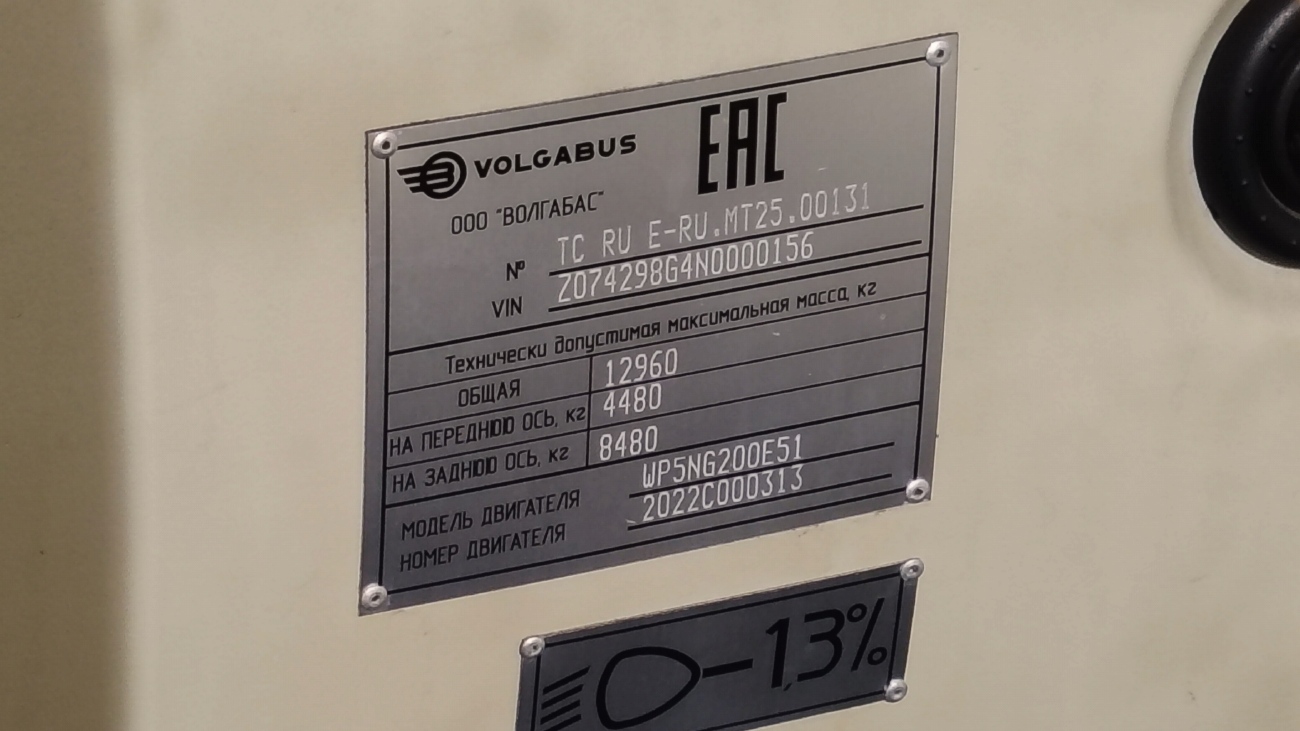 VOLGABUS
EAC
ООО "ВОЛГАБАС"
№ TC RU E-RU.MT25.00131
VIN Z074298G4N0000156
Технически допустимая максимальная масса, кг
ОБЩАЯ 12960
НА ПЕРЕДНЮЮ ОСЬ, кг 4480
НА ЗАДНЮЮ ОСЬ, кг 8480
МОДЕЛЬ ДВИГАТЕЛЯ WP5NG200E51
НОМЕР ДВИГАТЕЛЯ 2022C000313
1,3%